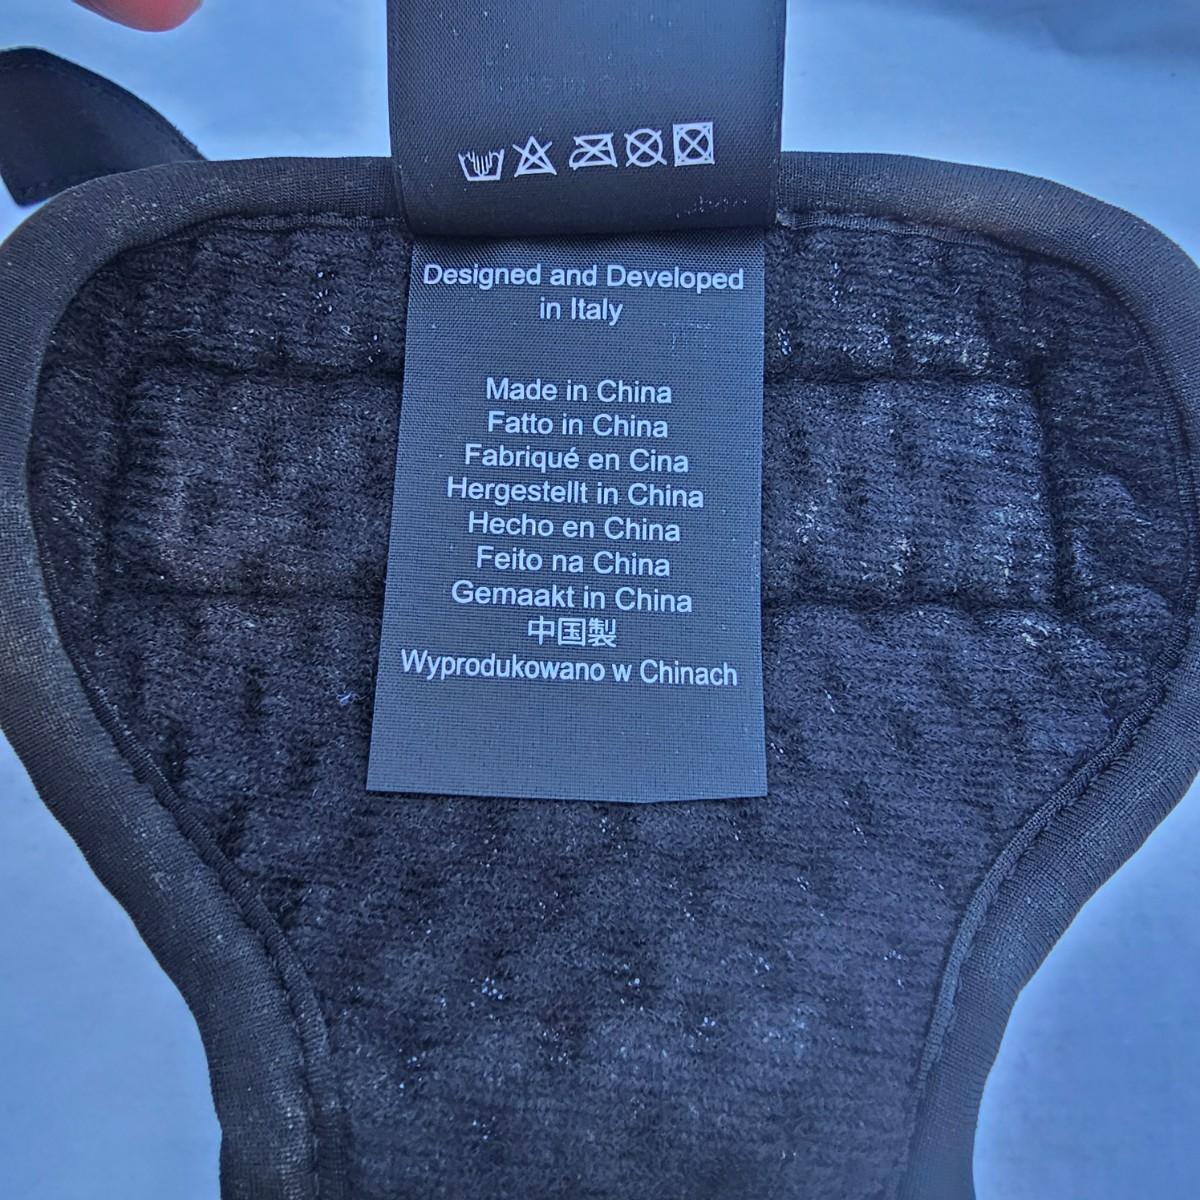 Designed and Developed
in Italy
Made in China
Fatto in China
Fabriqué en Cina
Hergestellt in China
Hecho en China
Feito na China
Gemaakt in China
中国製
Wyprodukowano w Chinach